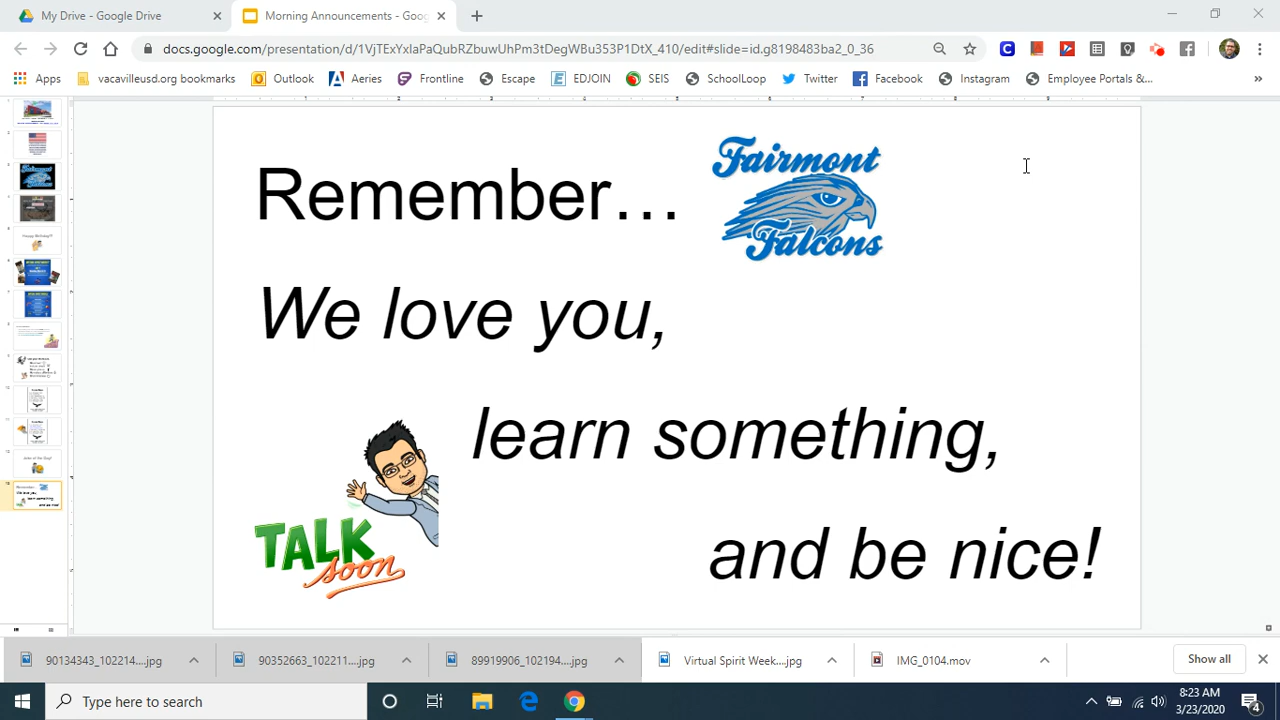 My Drive - Google Drive
Morning Announcements - Goo
docs.google.com/presentation/d/1VjTExYxlaPaQubRZbuwUhPm3tDegWBu353P1DtX_410/edit#slide=id.g8198483ba2_0_36
Apps vacavilleusd.org bookmarks Outlook Aeries Frontline Escape EDJOIN SEIS SchoolLoop Twitter Facebook Instagram Employee Portals &... »
Fairmont
Falcons
Remember...
We love you,
learn something,
and be nice!
TALK
soon
90134343_102214....jpg
90352663_102211....jpg
89919906_102194....jpg
Virtual Spirit Week....jpg
IMG_0104.mov
Show all
Type here to search
8:23 AM
3/23/2020
4